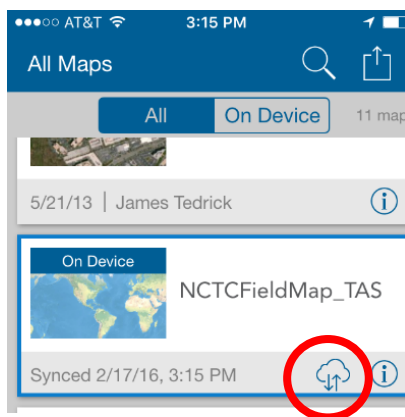 AT&T 3:15 PM
All Maps
All On Device 11 map
5/21/13 | James Tedrick
On Device
NCTCFieldMap_TAS
Synced 2/17/16, 3:15 PM